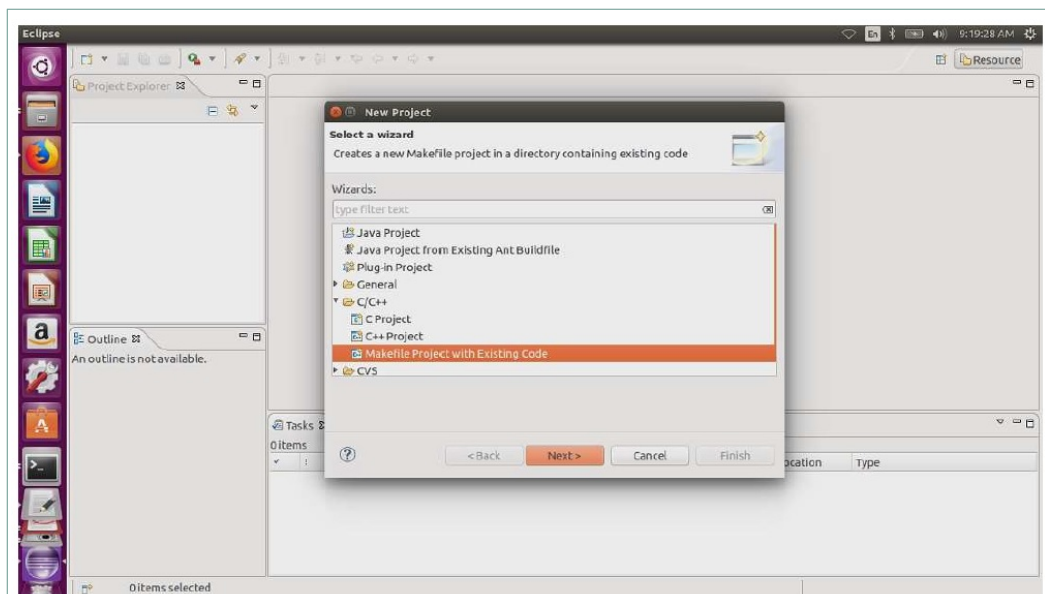 Eclipse
En
9:19:28 AM
Resource
Project Explorer
New Project
Select a wizard
Creates a new Makefile project in a directory containing existing code
Wizards:
type filter text
Java Project
Java Project from Existing Ant Buildfile
Plug-in Project
General
C/C++
C Project
C++ Project
Makefile Project with Existing Code
CVS
< Back
Next >
Cancel
Finish
Outline
An outline is not available.
Tasks
0 items
!
ocation
Type
0 items selected